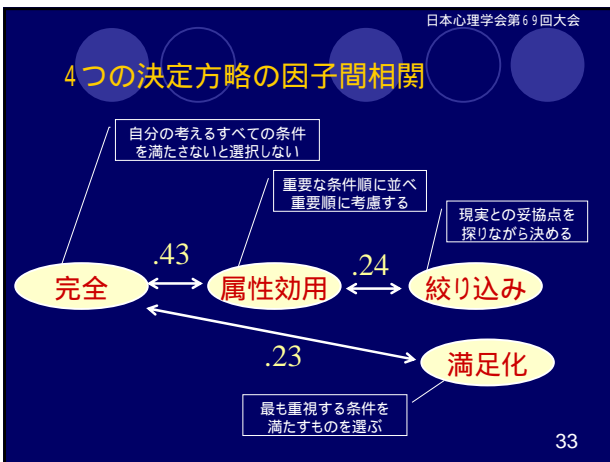 日本心理学会第69回大会
4つの決定方略の因子間相関
自分の考えるすべての条件
を満たさないと選択しない
重要な条件順に並べ
重要順に考慮する
現実との妥協点を
探りながら決める
.43
.24
完全
属性効用
絞り込み
.23
満足化
最も重視する条件を
満たすものを選ぶ
33